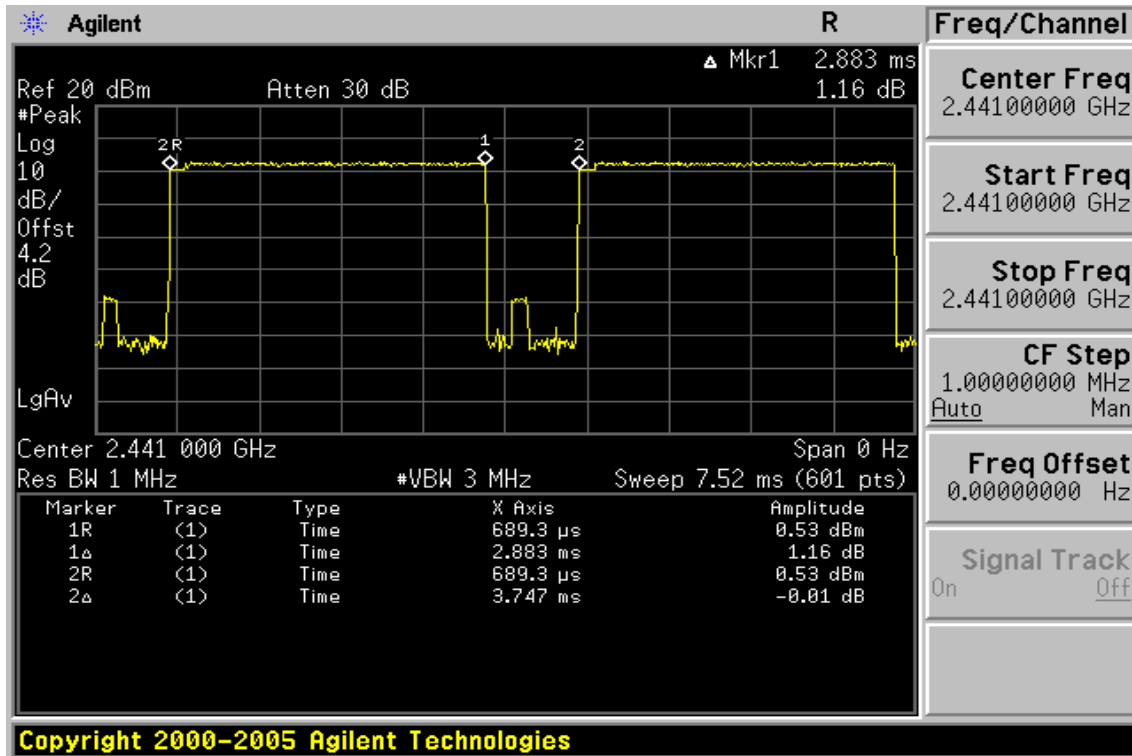 Agilent R
Δ Mkr1 2.883 ms
Ref 20 dBm Atten 30 dB 1.16 dB
#Peak
Log
10
dB/
Offst
4.2
dB
LgAv
2R 1 2
Center 2.441 000 GHz Span 0 Hz
Res BW 1 MHz #VBW 3 MHz Sweep 7.52 ms (601 pts)
Marker Trace Type X Axis Amplitude
1R (1) Time 689.3 µs 0.53 dBm
1Δ (1) Time 2.883 ms 1.16 dB
2R (1) Time 689.3 µs 0.53 dBm
2Δ (1) Time 3.747 ms -0.01 dB
Freq/Channel
Center Freq
2.44100000 GHz
Start Freq
2.44100000 GHz
Stop Freq
2.44100000 GHz
CF Step
1.00000000 MHz
Auto Man
Freq Offset
0.00000000 Hz
Signal Track
On Off
Copyright 2000-2005 Agilent Technologies